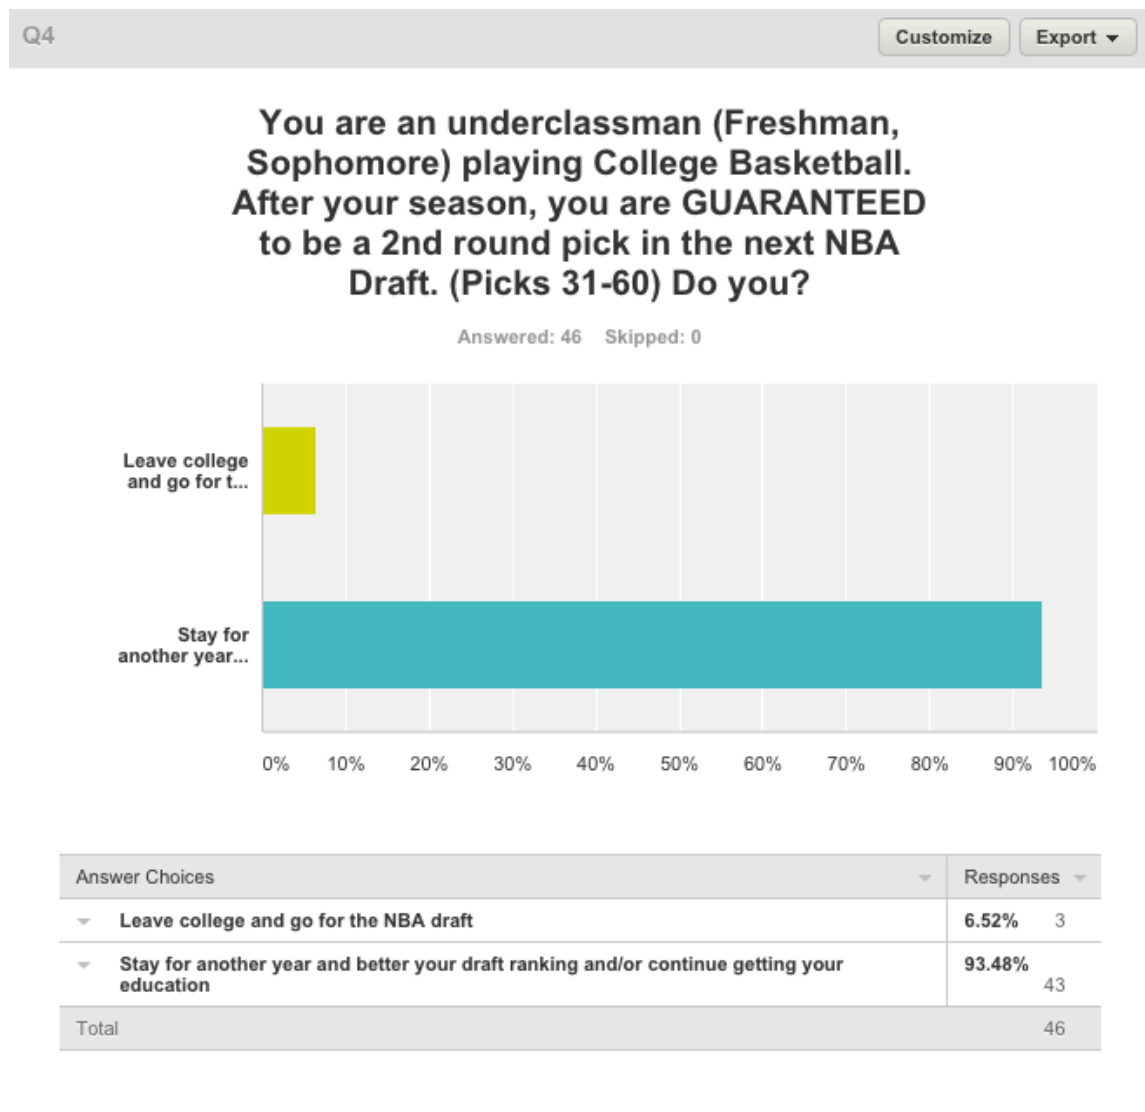 Q4
Customize
Export
You are an underclassman (Freshman,
Sophomore) playing College Basketball.
After your season, you are GUARANTEED
to be a 2nd round pick in the next NBA
Draft. (Picks 31-60) Do you?
Answered: 46 Skipped: 0
Leave college
and go for t...
Stay for
another year...
0% 10% 20% 30% 40% 50% 60% 70% 80% 90% 100%
Answer Choices Responses
Leave college and go for the NBA draft 6.52% 3
Stay for another year and better your draft ranking and/or continue getting your 93.48%
education 43
Total 46